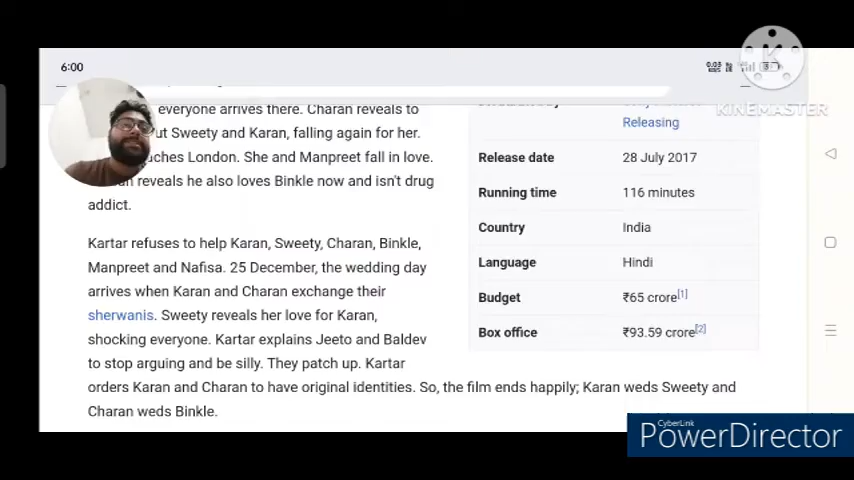 6:00
KINEMASTER
everyone arrives there. Charan reveals to
ut Sweety and Karan, falling again for her.
aches London. She and Manpreet fall in love.
reveals he also loves Binkle now and isn't drug
addict.
Kartar refuses to help Karan, Sweety, Charan, Binkle,
Manpreet and Nafisa. 25 December, the wedding day
arrives when Karan and Charan exchange their
sherwanis. Sweety reveals her love for Karan,
shocking everyone. Kartar explains Jeeto and Baldev
to stop arguing and be silly. They patch up. Kartar
orders Karan and Charan to have original identities. So, the film ends happily; Karan weds Sweety and
Charan weds Binkle.
Releasing
Release date 28 July 2017
Running time 116 minutes
Country India
Language Hindi
Budget ₹65 crore[1]
Box office ₹93.59 crore[2]
CyberLink
PowerDirector